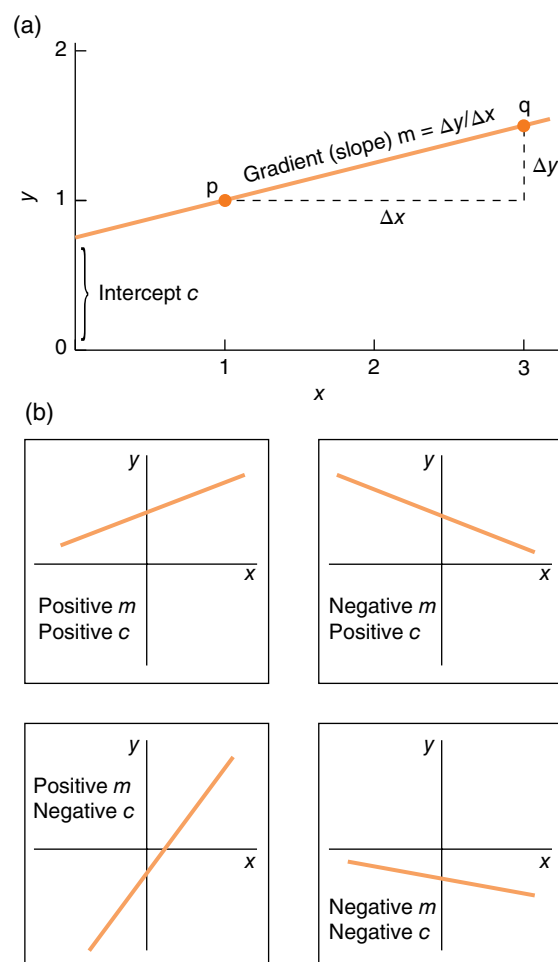 (a)
2
q
Gradient (slope) m = Δy/Δx
Δy
p
y
1
Δx
Intercept c
0
1
2
3
x
(b)
y
x
Positive m
Positive c
y
x
Negative m
Positive c
y
Positive m
Negative c
x
y
x
Negative m
Negative c